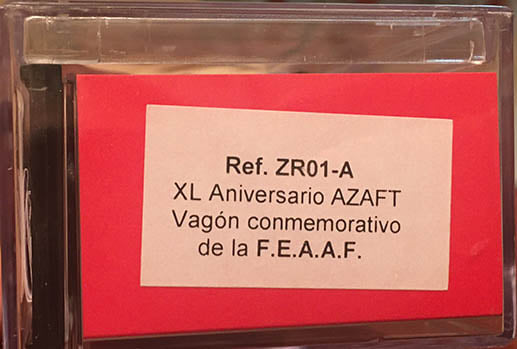 Ref. ZR01-A
XL Aniversario AZAFT
Vagón conmemorativo
de la F.E.A.A.F.